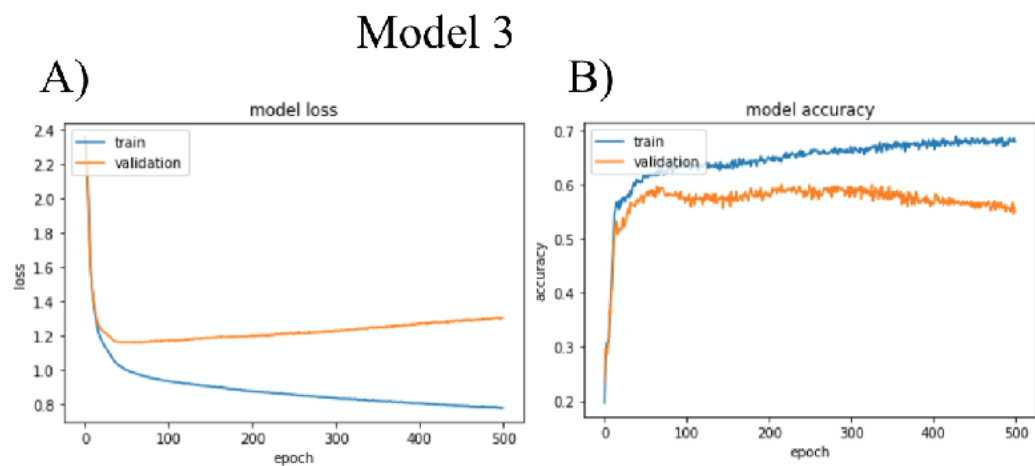 Model 3
A)
model loss
train
validation
2.4
2.2
2.0
1.8
1.6
1.4
1.2
1.0
0.8
loss
0 100 200 300 400 500
epoch
B)
model accuracy
train
validation
0.7
0.6
0.5
0.4
0.3
0.2
accuracy
0 100 200 300 400 500
epoch